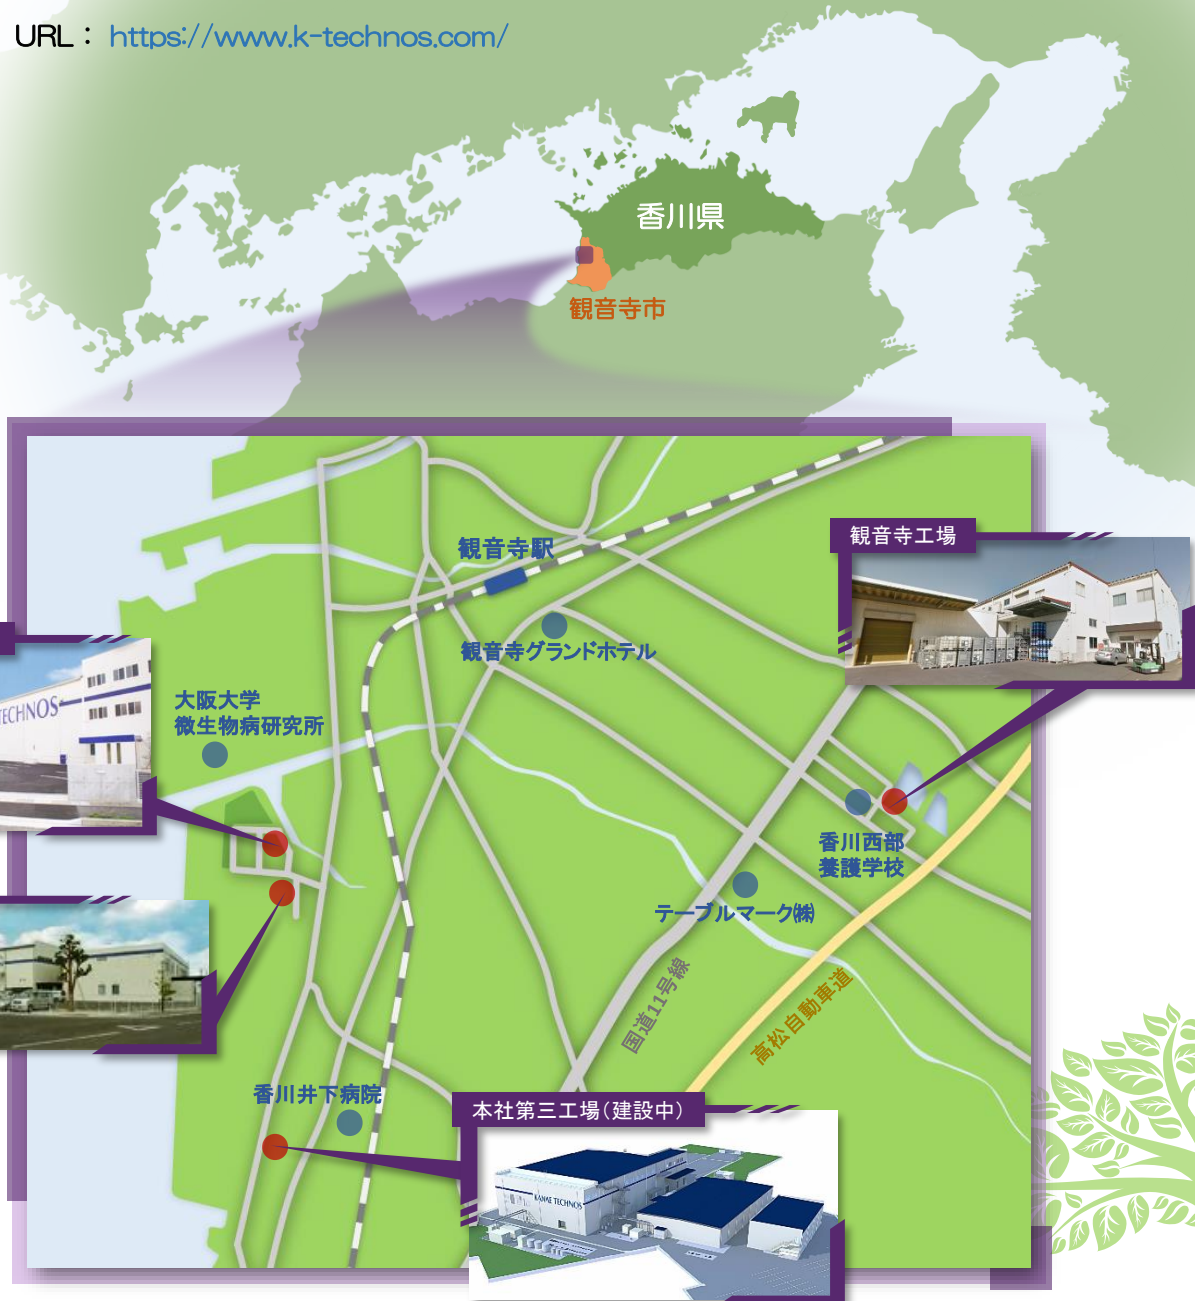 URL： https://www.k-technos.com/
香川県
観音寺市
観音寺工場
観音寺駅
観音寺グランドホテル
TECHNOS
大阪大学
微生物病研究所
香川西部
養護学校
テーブルマーク㈱
国道11号線
高松自動車道
香川井下病院
本社第三工場（建設中）
KANAE TECHNOS